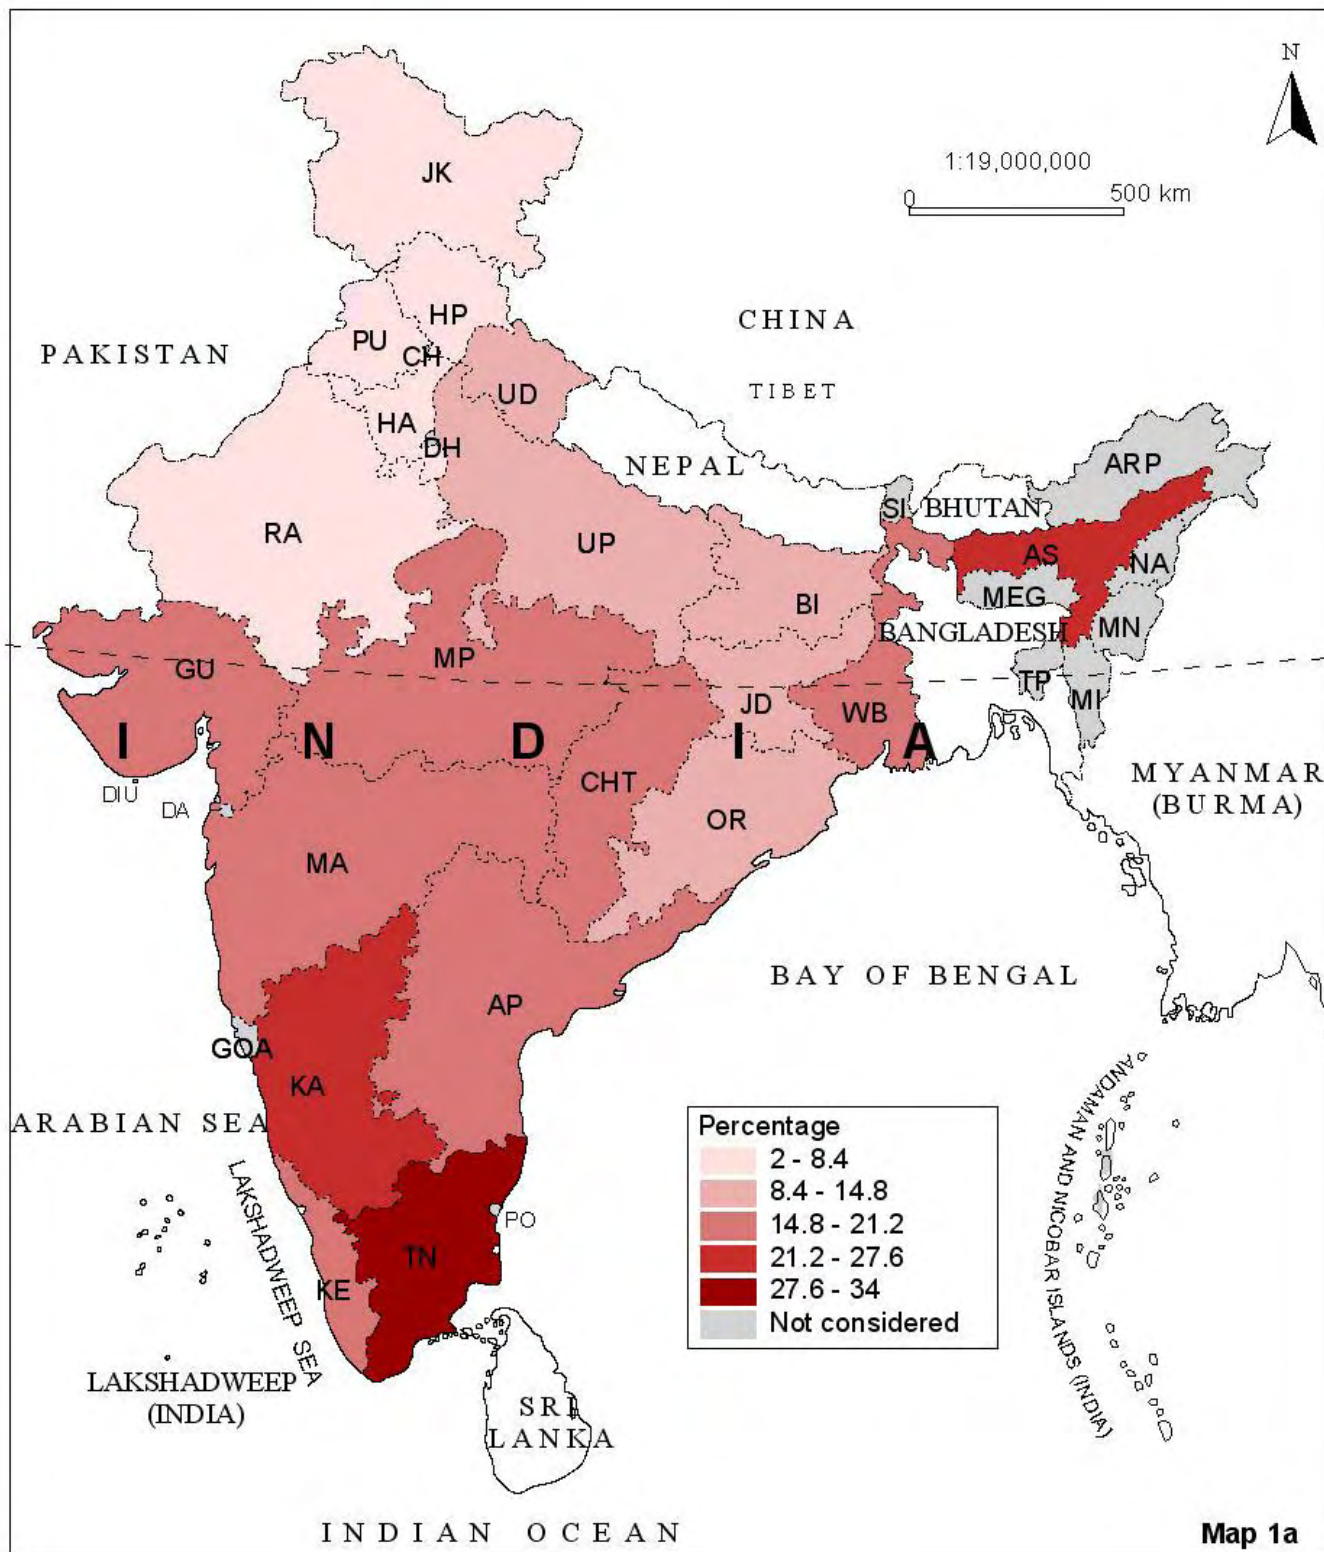 N
1:19,000,000
0
500 km
JK
HP
PU
CH
CHINA
PAKISTAN
TIBET
UD
HA
DH
NEPAL
ARP
SI
BHUTAN
RA
UP
AS
NA
MEG
BI
BANGLADESH
MN
MP
GU
TP
MI
JD
WB
I N D I A
CHT
MYANMAR
(BURMA)
DIU
DA
OR
MA
BAY OF BENGAL
AP
GOA
KA
ARABIAN SEA
ANDAMAN AND NICOBAR ISLANDS (INDIA)
LAKSHADWEEP SEA
Percentage
2 - 8.4
8.4 - 14.8
14.8 - 21.2
21.2 - 27.6
27.6 - 34
Not considered
PO
TN
KE
LAKSHADWEEP
(INDIA)
SRI
LANKA
INDIAN OCEAN
Map 1a